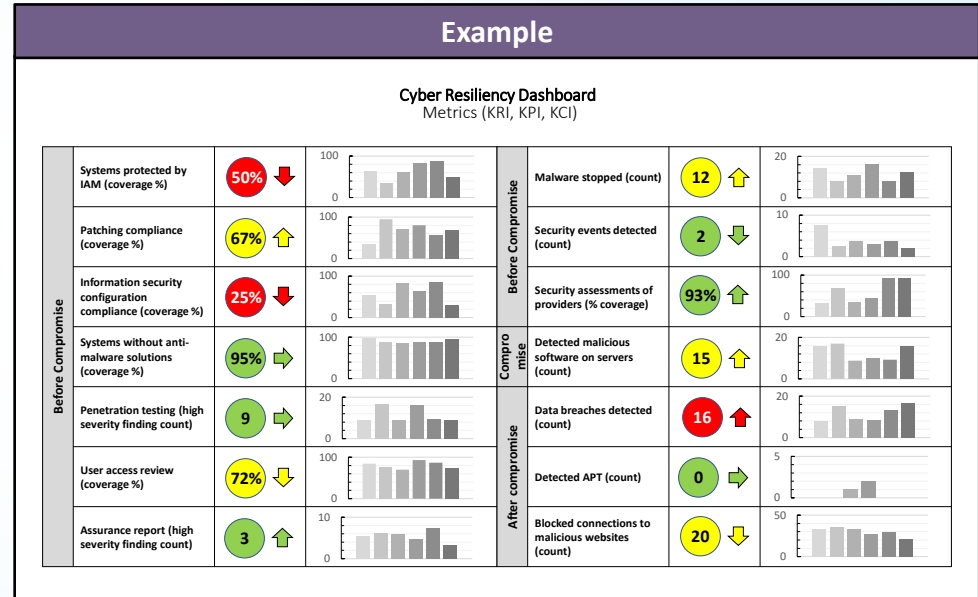 Example
Cyber Resiliency Dashboard
Metrics (KRI, KPI, KCI)
Before Compromise
Systems protected by
IAM (coverage %)
50%
100
0
Patching compliance
(coverage %)
67%
100
0
Information security
configuration
compliance (coverage %)
25%
100
0
Systems without anti-
malware solutions
(coverage %)
95%
100
0
Penetration testing (high
severity finding count)
9
20
0
User access review
(coverage %)
72%
100
0
Assurance report (high
severity finding count)
3
10
0
Before Compromise
Malware stopped (count)
12
20
0
Security events detected
(count)
2
10
0
Security assessments of
providers (% coverage)
93%
100
0
Compro
mise
Detected malicious
software on servers
(count)
15
20
0
After compromise
Data breaches detected
(count)
16
20
0
Detected APT (count)
0
5
0
Blocked connections to
malicious websites
(count)
20
50
0